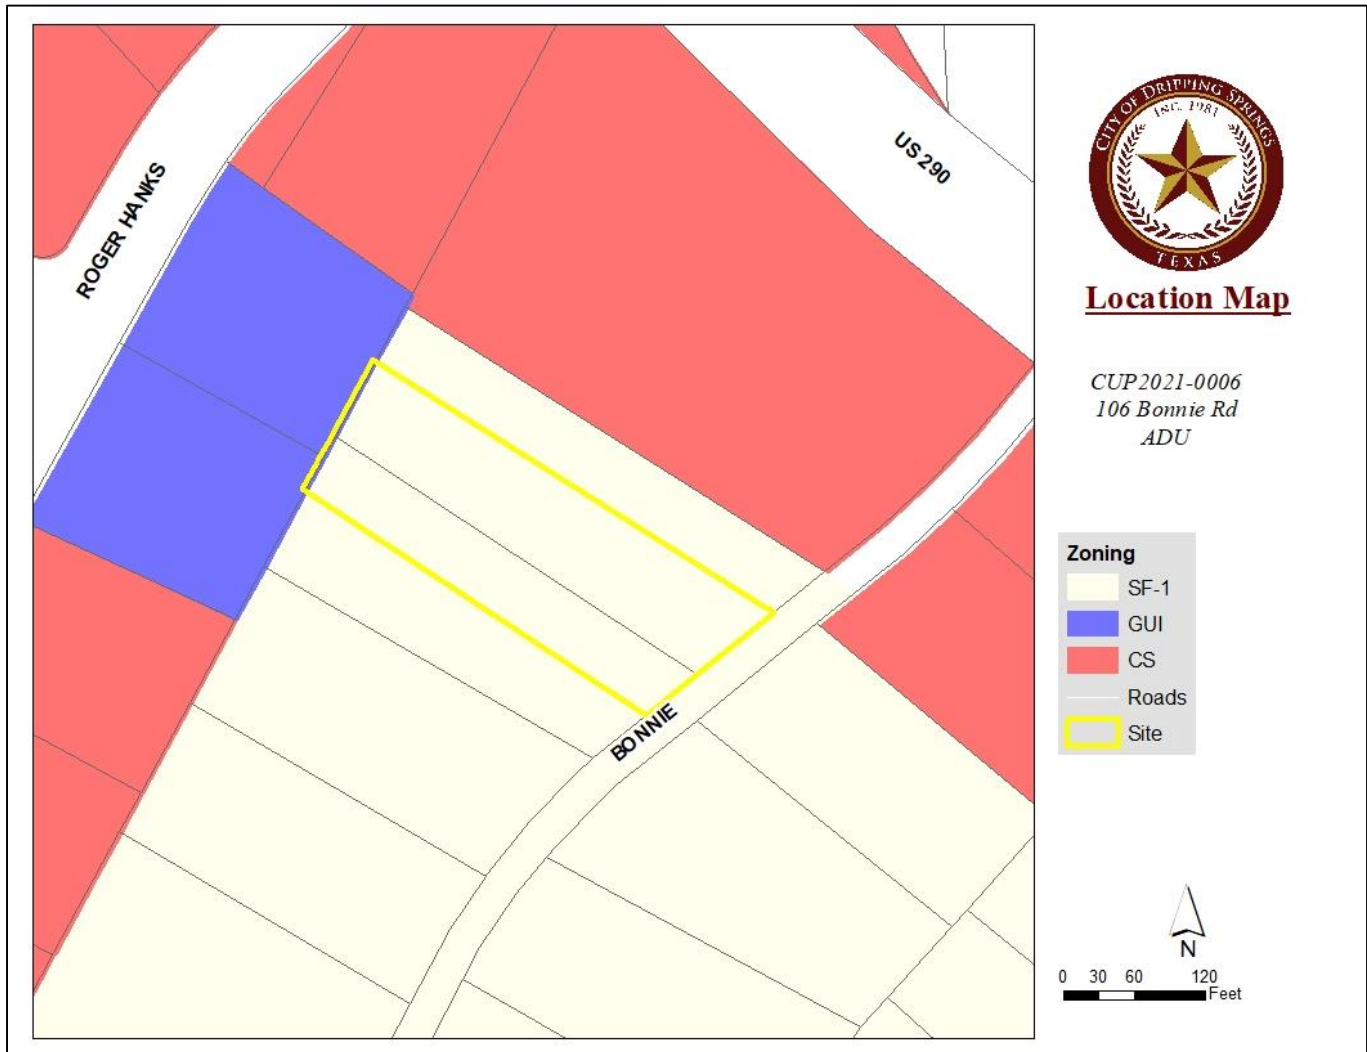 ROGER HANKS
US 290
BONNIE
CITY OF DRIPPING SPRINGS
INC. 1981
TEXAS
Location Map
CUP2021-0006
106 Bonnie Rd
ADU
Zoning
SF-1
GUI
CS
Roads
Site
N
0 30 60 120
Feet